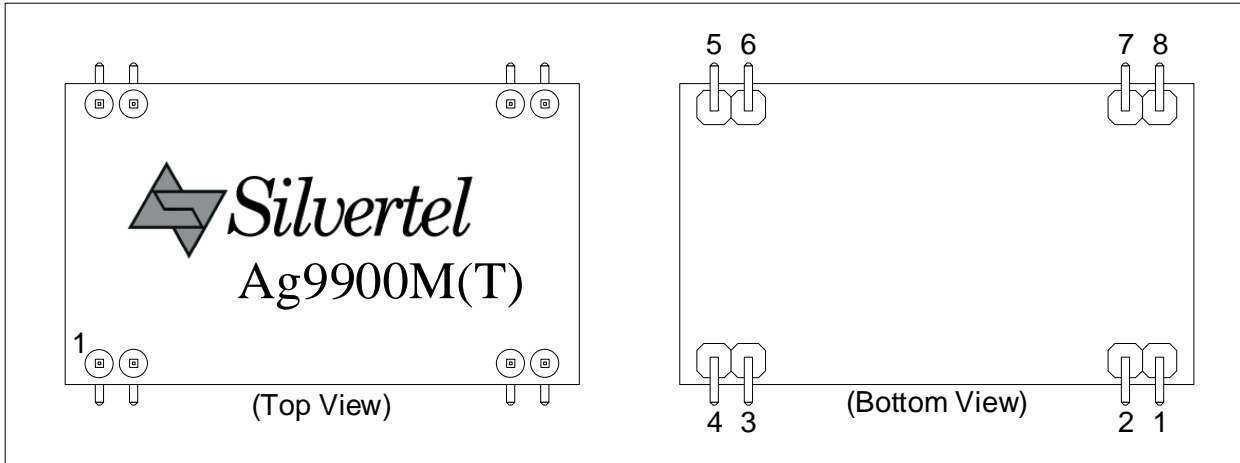 5 6
7 8
Silvertel
Ag9900M(T)
1
(Top View)
(Bottom View)
4 3
2 1